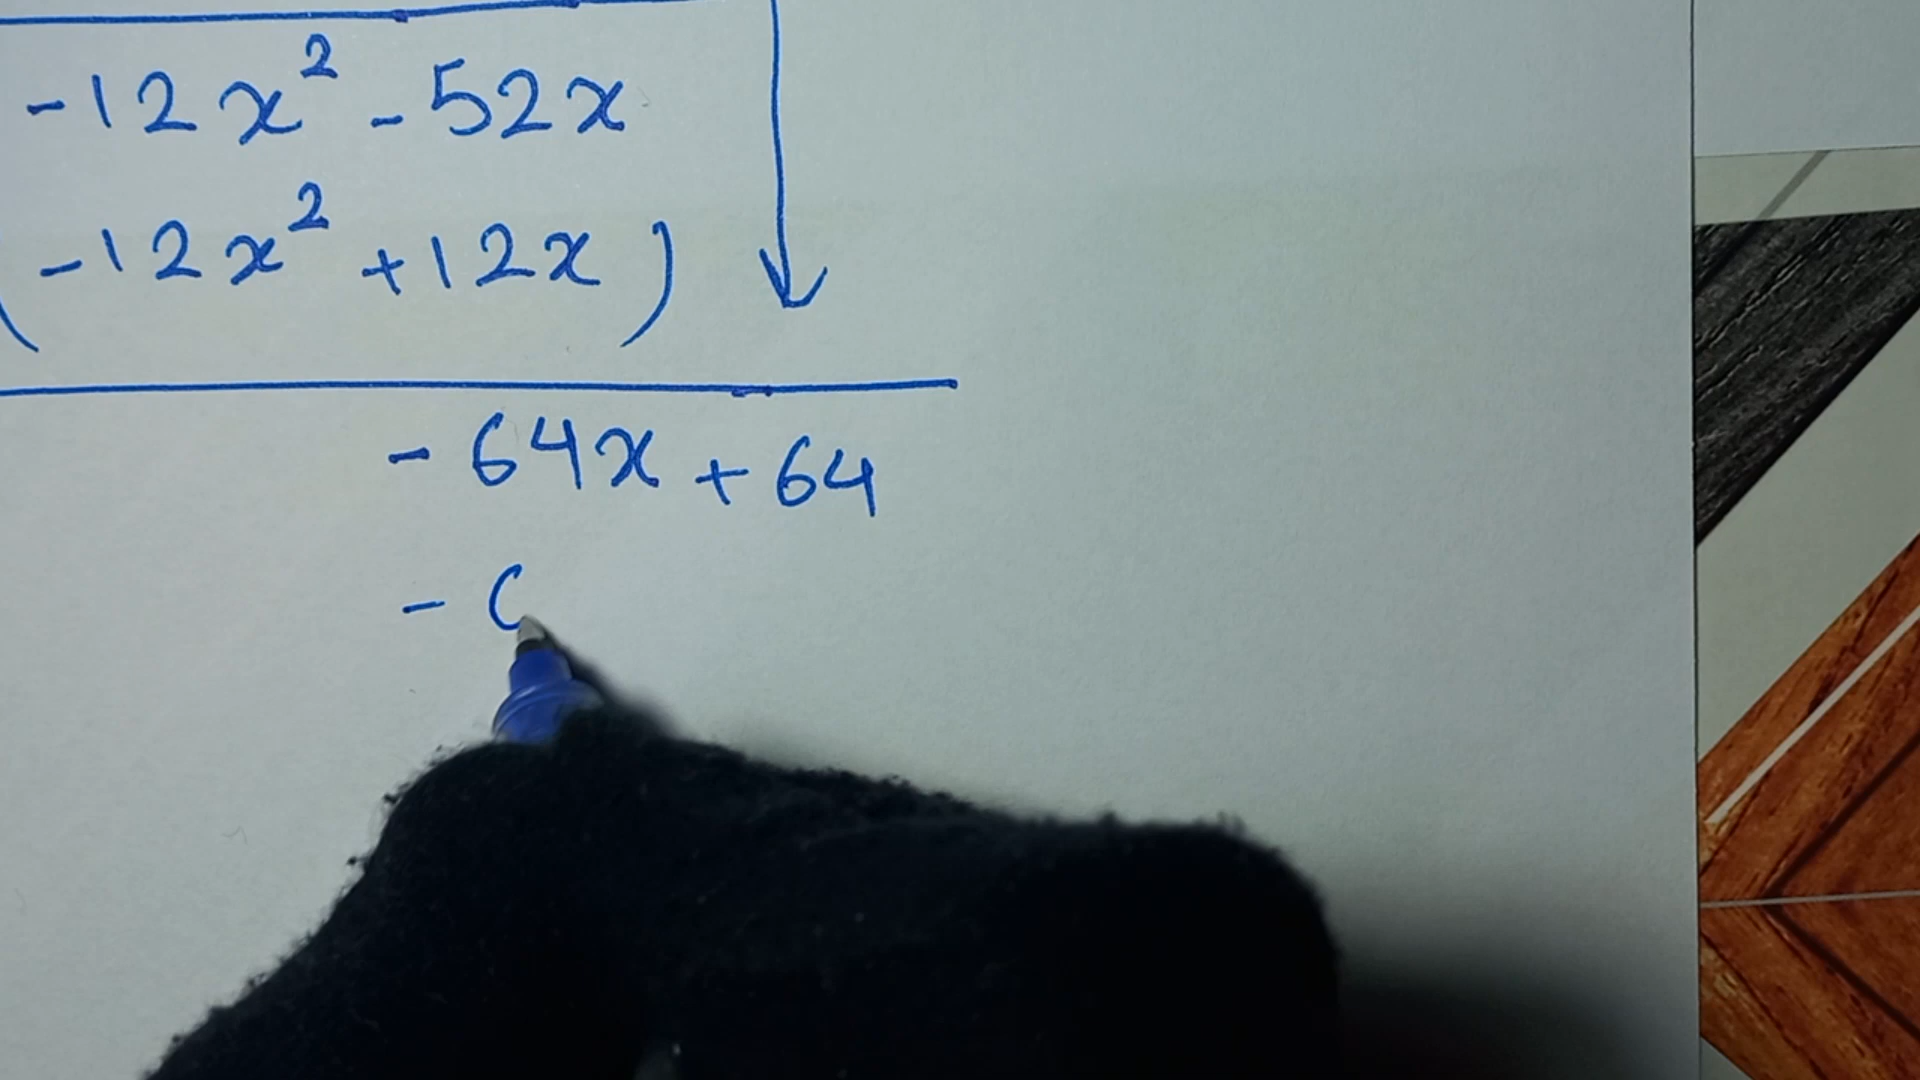 -12x² - 52x
(-12x² + 12x)
- 64x + 64
-